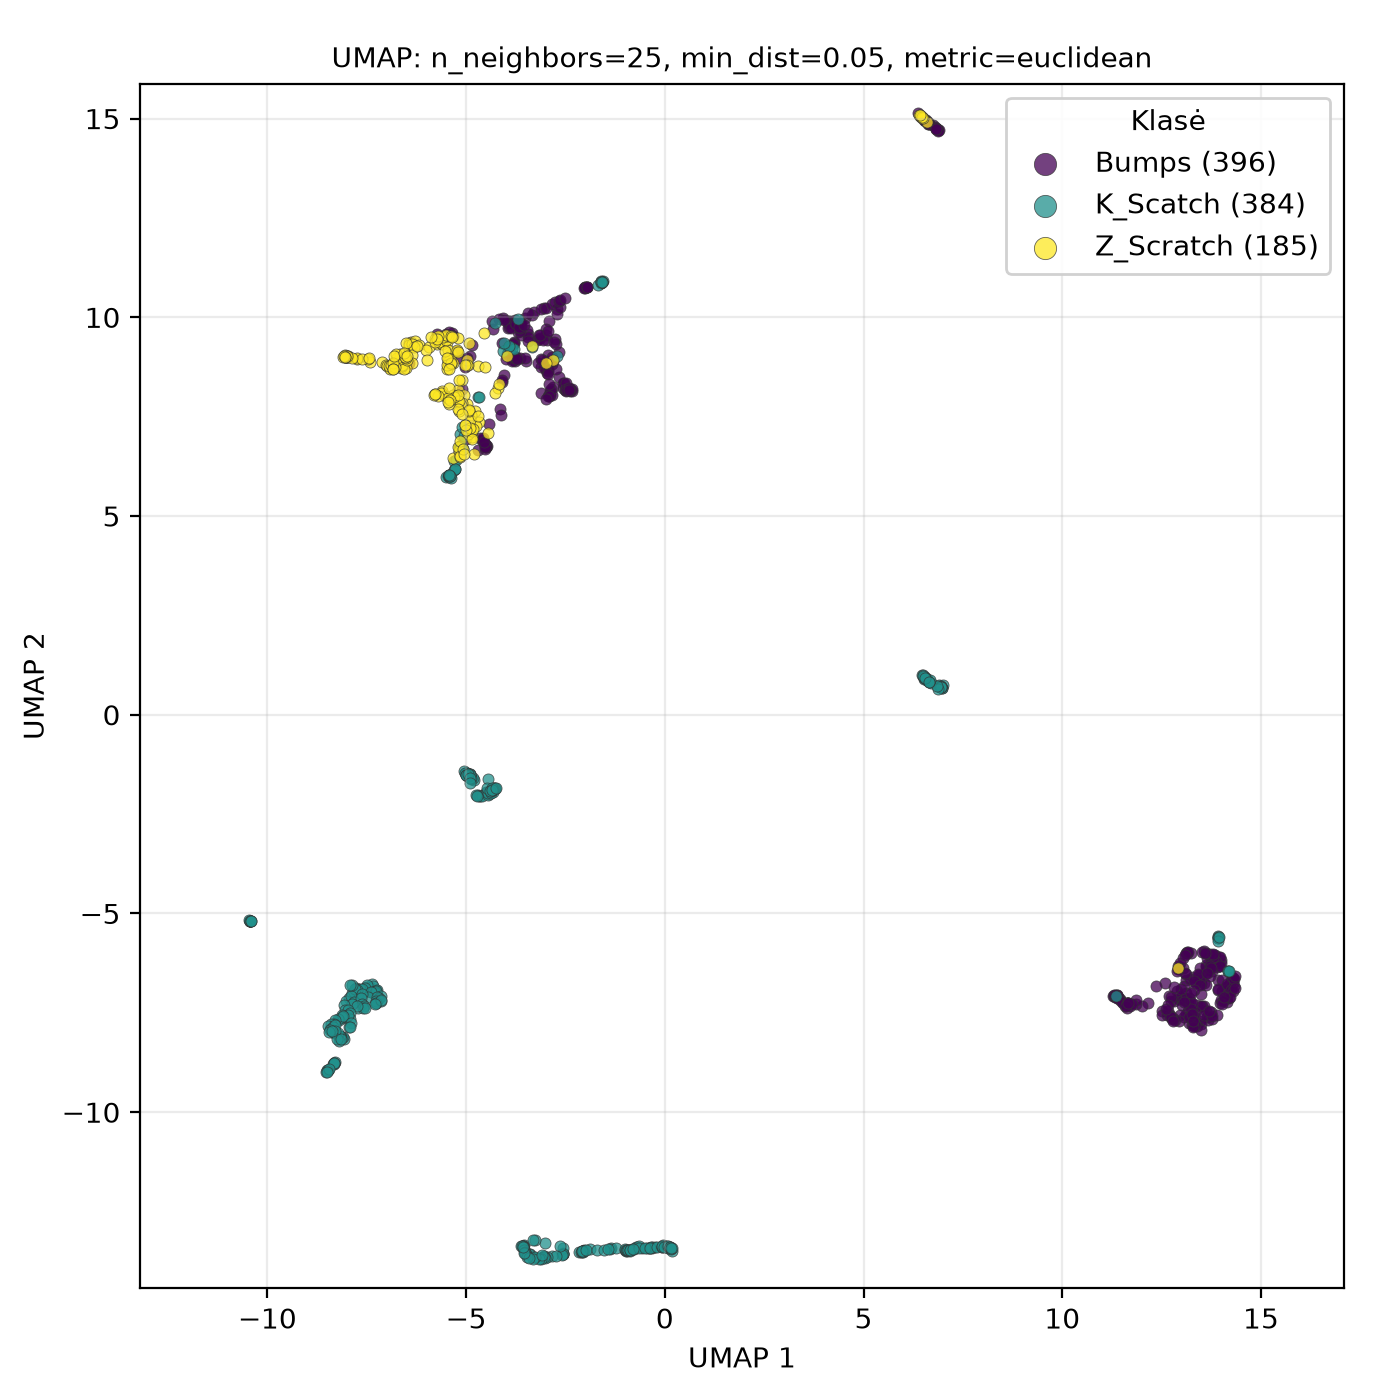 UMAP: n_neighbors=25, min_dist=0.05, metric=euclidean
Klasė
Bumps (396)
K_Scatch (384)
Z_Scratch (185)
15
10
5
0
−5
−10
UMAP 2
−10
−5
0
5
10
15
UMAP 1